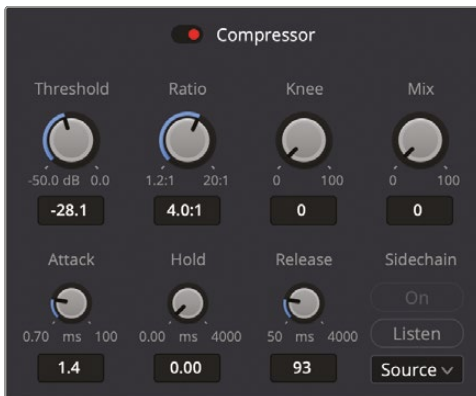 Compressor
Threshold Ratio Knee Mix
-50.0 dB 0.0 1.2:1 20:1 0 100 0 100
-28.1 4.0:1 0 0
Attack Hold Release Sidechain
On
0.70 ms 100 0.00 ms 4000 50 ms 4000 Listen
1.4 0.00 93 Source